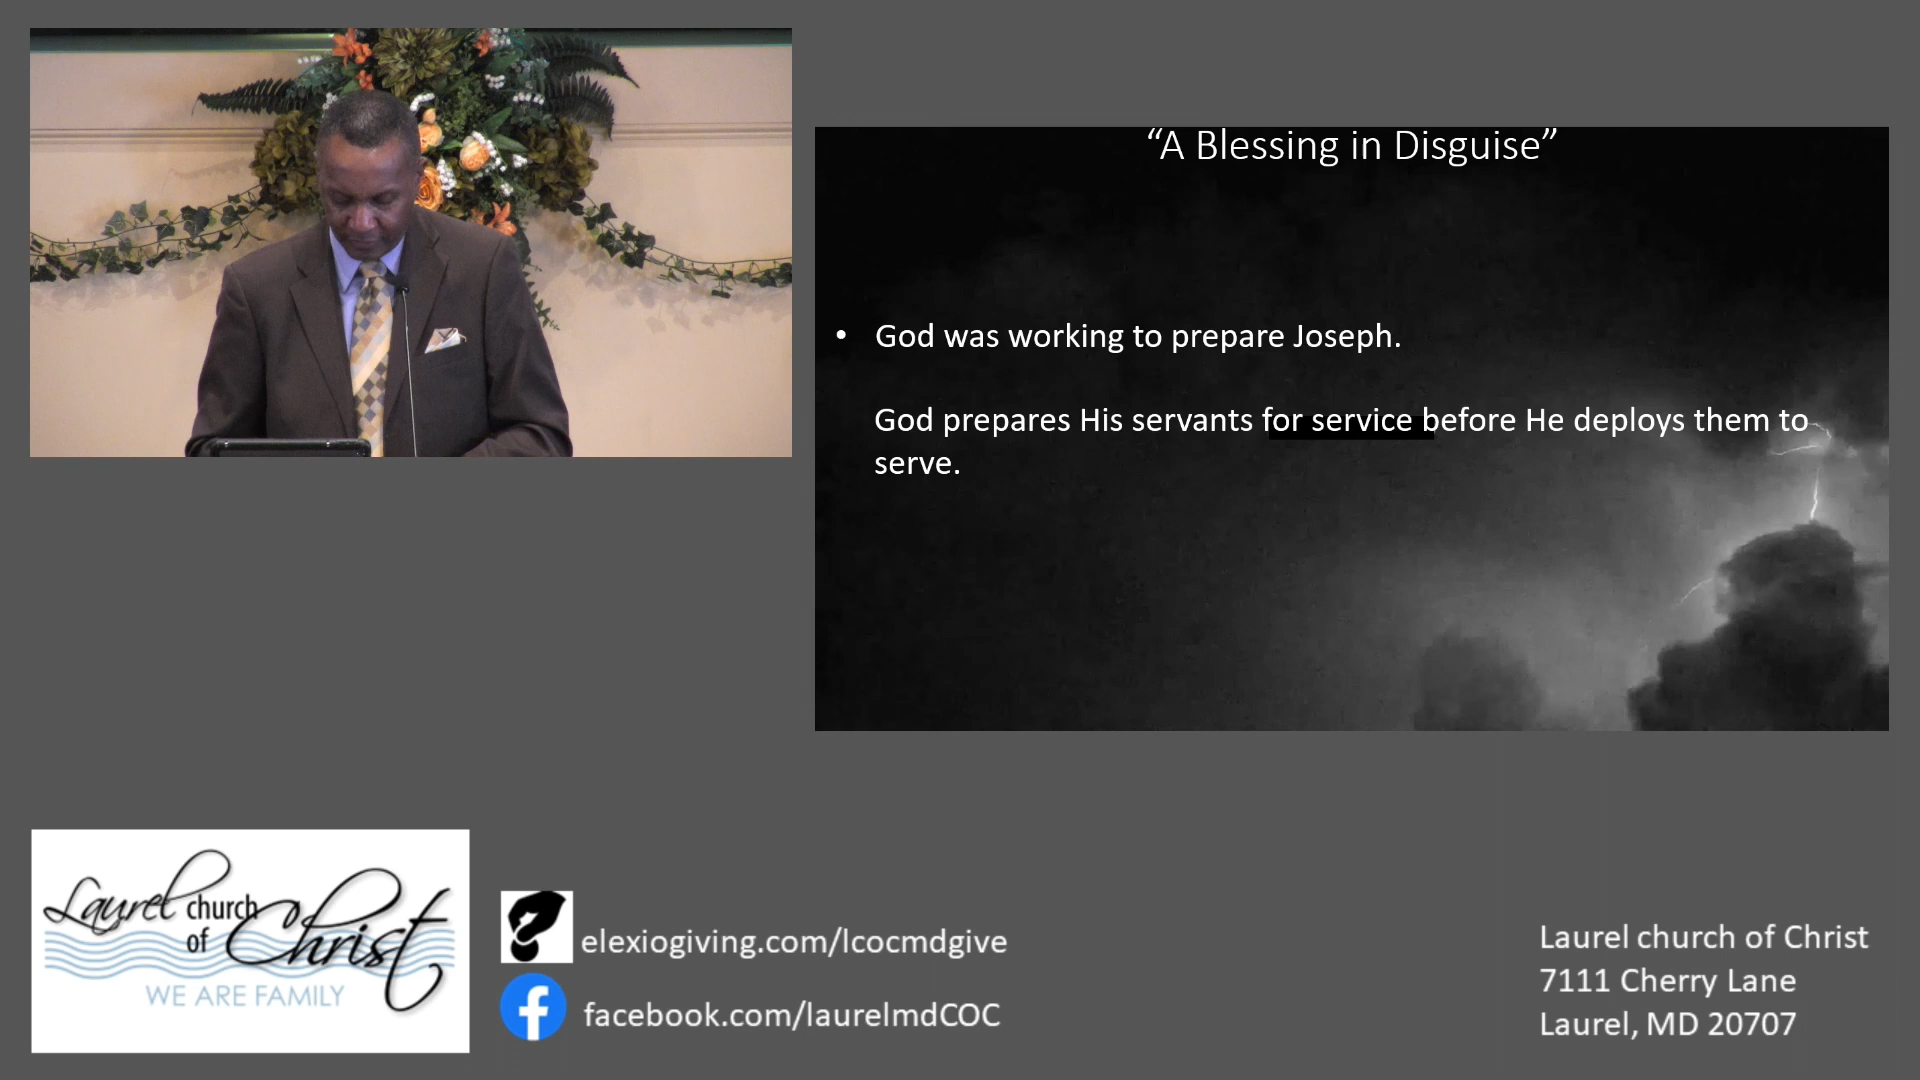 “A Blessing in Disguise”
• God was working to prepare Joseph.
God prepares His servants for service before He deploys them to
serve.
Laurel church
of Christ
WE ARE FAMILY
elexiogiving.com/lcocmdgive
facebook.com/laurelmdCOC
Laurel church of Christ
7111 Cherry Lane
Laurel, MD 20707